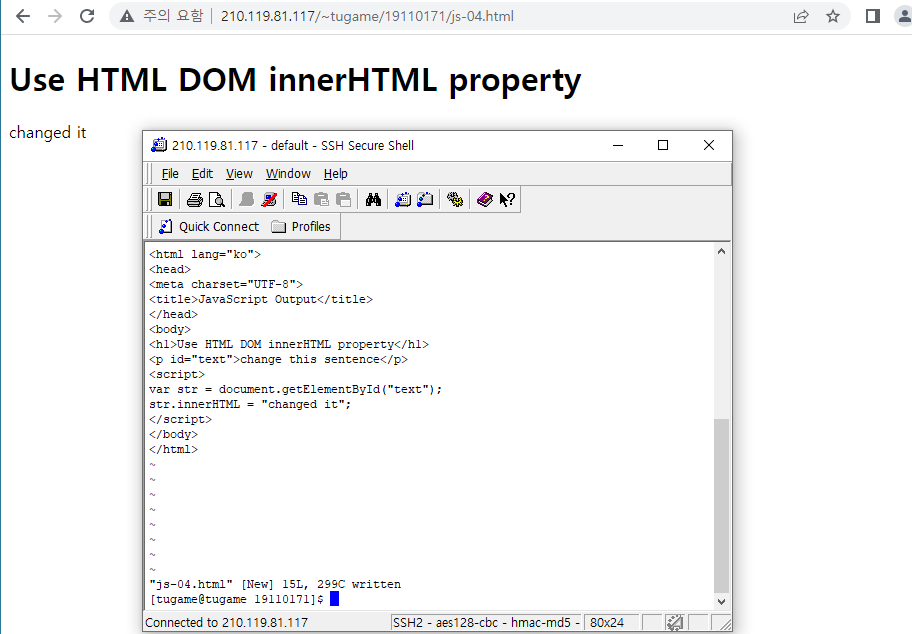 주의 요함 | 210.119.81.117/~tugame/19110171/js-04.html
Use HTML DOM innerHTML property
changed it
210.119.81.117 - default - SSH Secure Shell
File Edit View Window Help
Quick Connect Profiles
<html lang="ko">
<head>
<meta charset="UTF-8">
<title>JavaScript Output</title>
</head>
<body>
<h1>Use HTML DOM innerHTML property</h1>
<p id="text">change this sentence</p>
<script>
var str = document.getElementById("text");
str.innerHTML = "changed it";
</script>
</body>
</html>
~
~
~
~
~
~
~
~
"js-04.html" [New] 15L, 299C written
[tugame@tugame 19110171]$
Connected to 210.119.81.117 SSH2 - aes128-cbc - hmac-md5 - 80x24